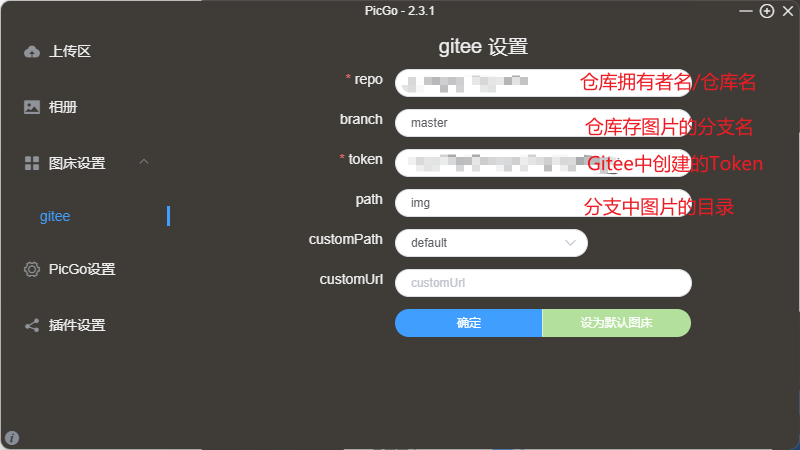 PicGo - 2.3.1
上传区
相册
图床设置
gitee
PicGo设置
插件设置
gitee 设置
* repo
仓库拥有者名/仓库名
branch
master
仓库存图片的分支名
* token
Gitee中创建的Token
path
img
分支中图片的目录
customPath
default
customUrl
customUrl
确定
设为默认图床